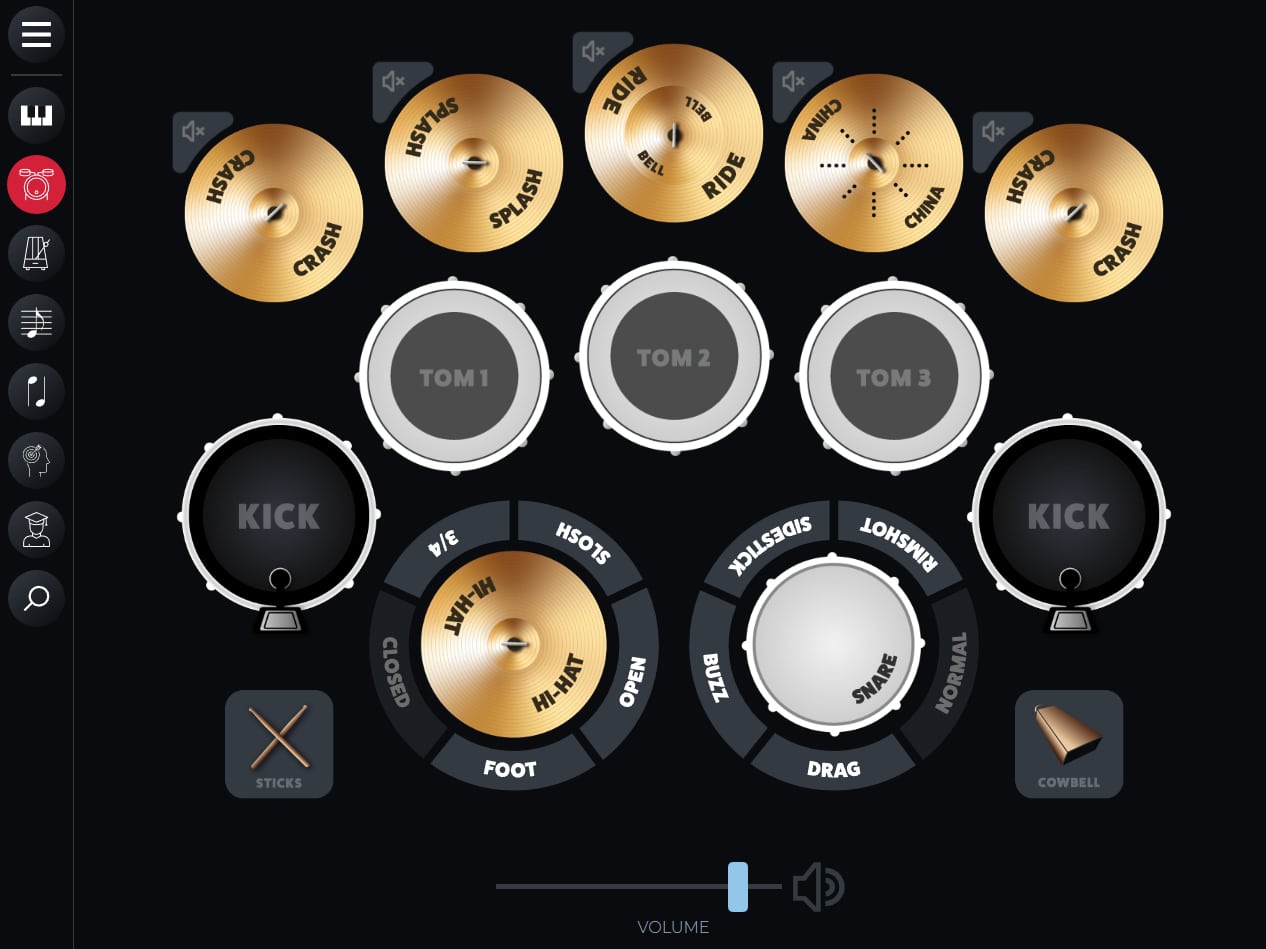 RIDE
BELL
BELL
RIDE
SPLASH
SPLASH
CHINA
CHINA
CRASH
CRASH
CRASH
CRASH
TOM 1
TOM 2
TOM 3
KICK
KICK
3/4
SLOSH
HI-HAT
HI-HAT
CLOSED
OPEN
FOOT
SIDESTICK
RIMSHOT
BUZZ
SNARE
NORMAL
DRAG
STICKS
COWBELL
VOLUME